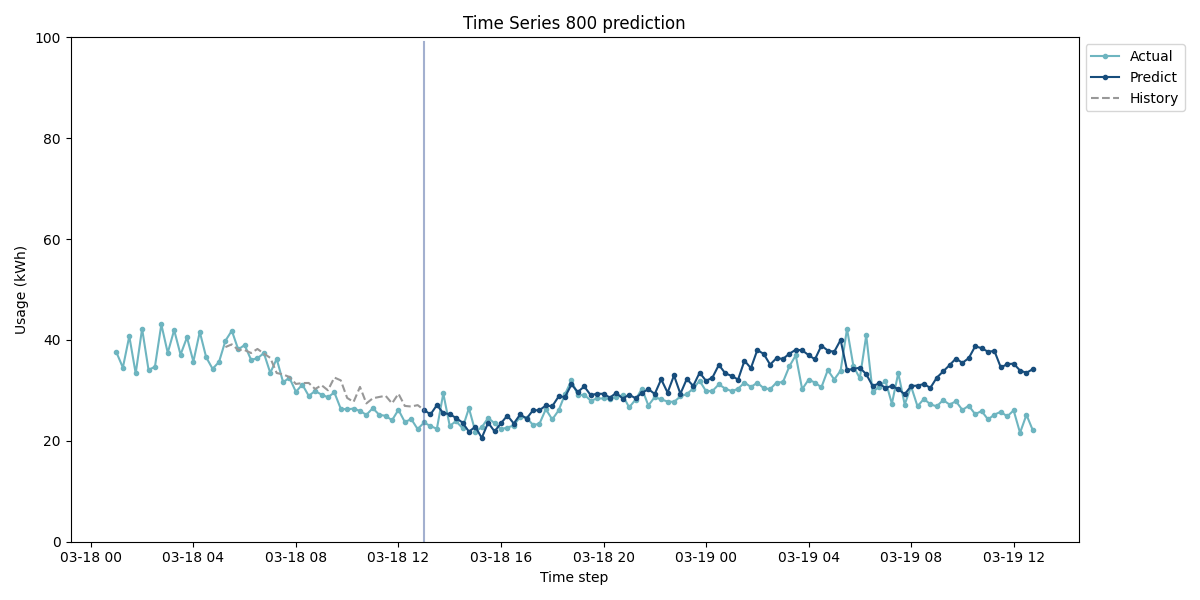 Time Series 800 prediction
Usage (kWh)
100
80
60
40
20
0
03-18 00
03-18 04
03-18 08
03-18 12
03-18 16
03-18 20
03-19 00
03-19 04
03-19 08
03-19 12
Time step
Actual
Predict
History